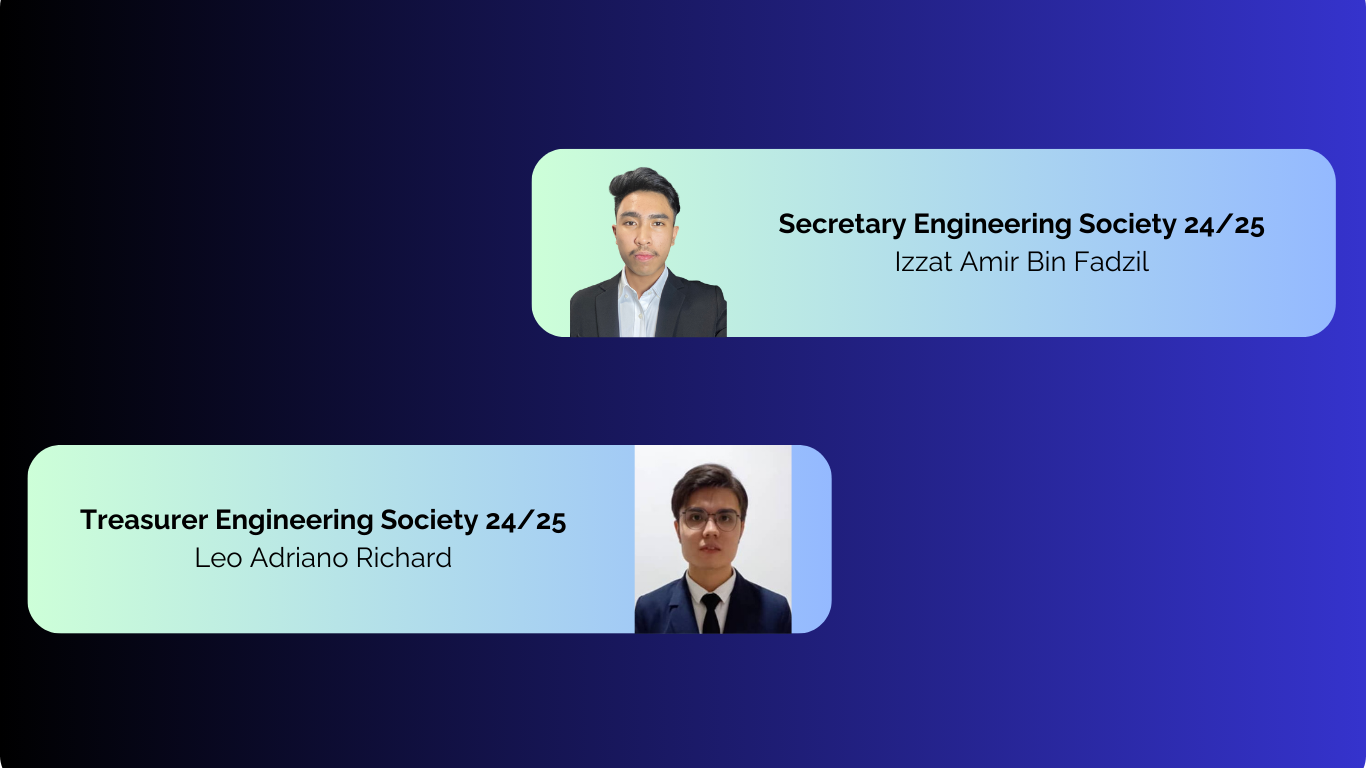 Secretary Engineering Society 24/25
Izzat Amir Bin Fadzil
Treasurer Engineering Society 24/25
Leo Adriano Richard